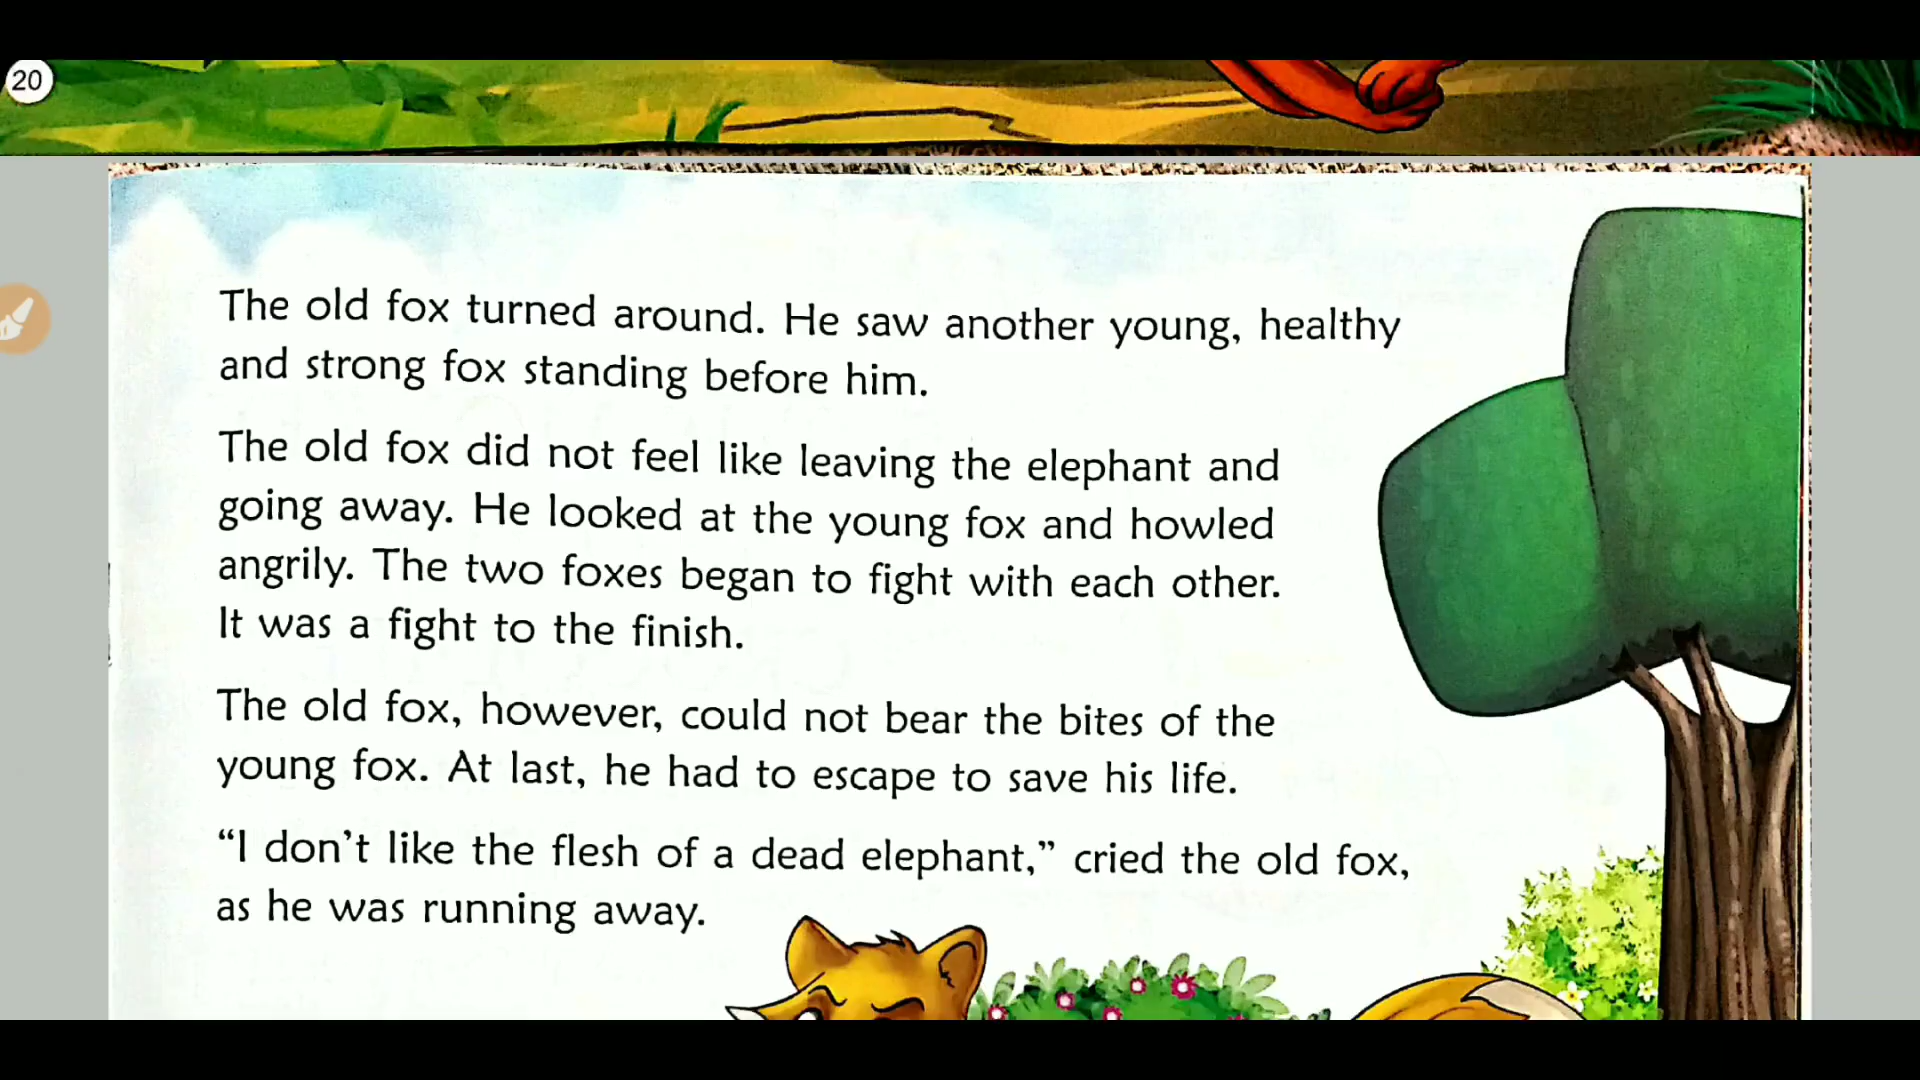 20
The old fox turned around. He saw another young, healthy
and strong fox standing before him.
The old fox did not feel like leaving the elephant and
going away. He looked at the young fox and howled
angrily. The two foxes began to fight with each other.
It was a fight to the finish.
The old fox, however, could not bear the bites of the
young fox. At last, he had to escape to save his life.
“I don’t like the flesh of a dead elephant,” cried the old fox,
as he was running away.